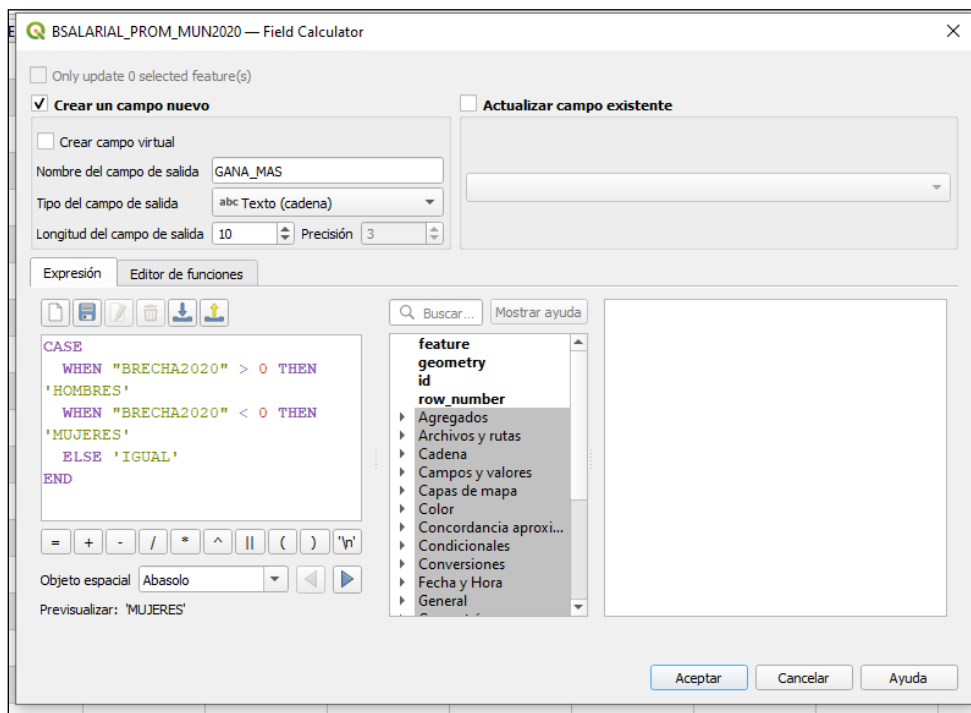 E
BSALARIAL_PROM_MUN2020 — Field Calculator
Only update 0 selected feature(s)
Crear un campo nuevo
Actualizar campo existente
Crear campo virtual
Nombre del campo de salida GANA_MAS
Tipo del campo de salida abc Texto (cadena)
Longitud del campo de salida 10 Precisión 3
Expresión Editor de funciones
Buscar... Mostrar ayuda
CASE
WHEN "BRECHA2020" > 0 THEN
'HOMBRES'
WHEN "BRECHA2020" < 0 THEN
'MUJERES'
ELSE 'IGUAL'
END
= + - / * ^ || ( ) '\n'
Objeto espacial Abasolo
Previsualizar: 'MUJERES'
feature
geometry
id
row_number
Agregados
Archivos y rutas
Cadena
Campos y valores
Capas de mapa
Color
Concordancia aproxi...
Condicionales
Conversiones
Fecha y Hora
General
Aceptar Cancelar Ayuda